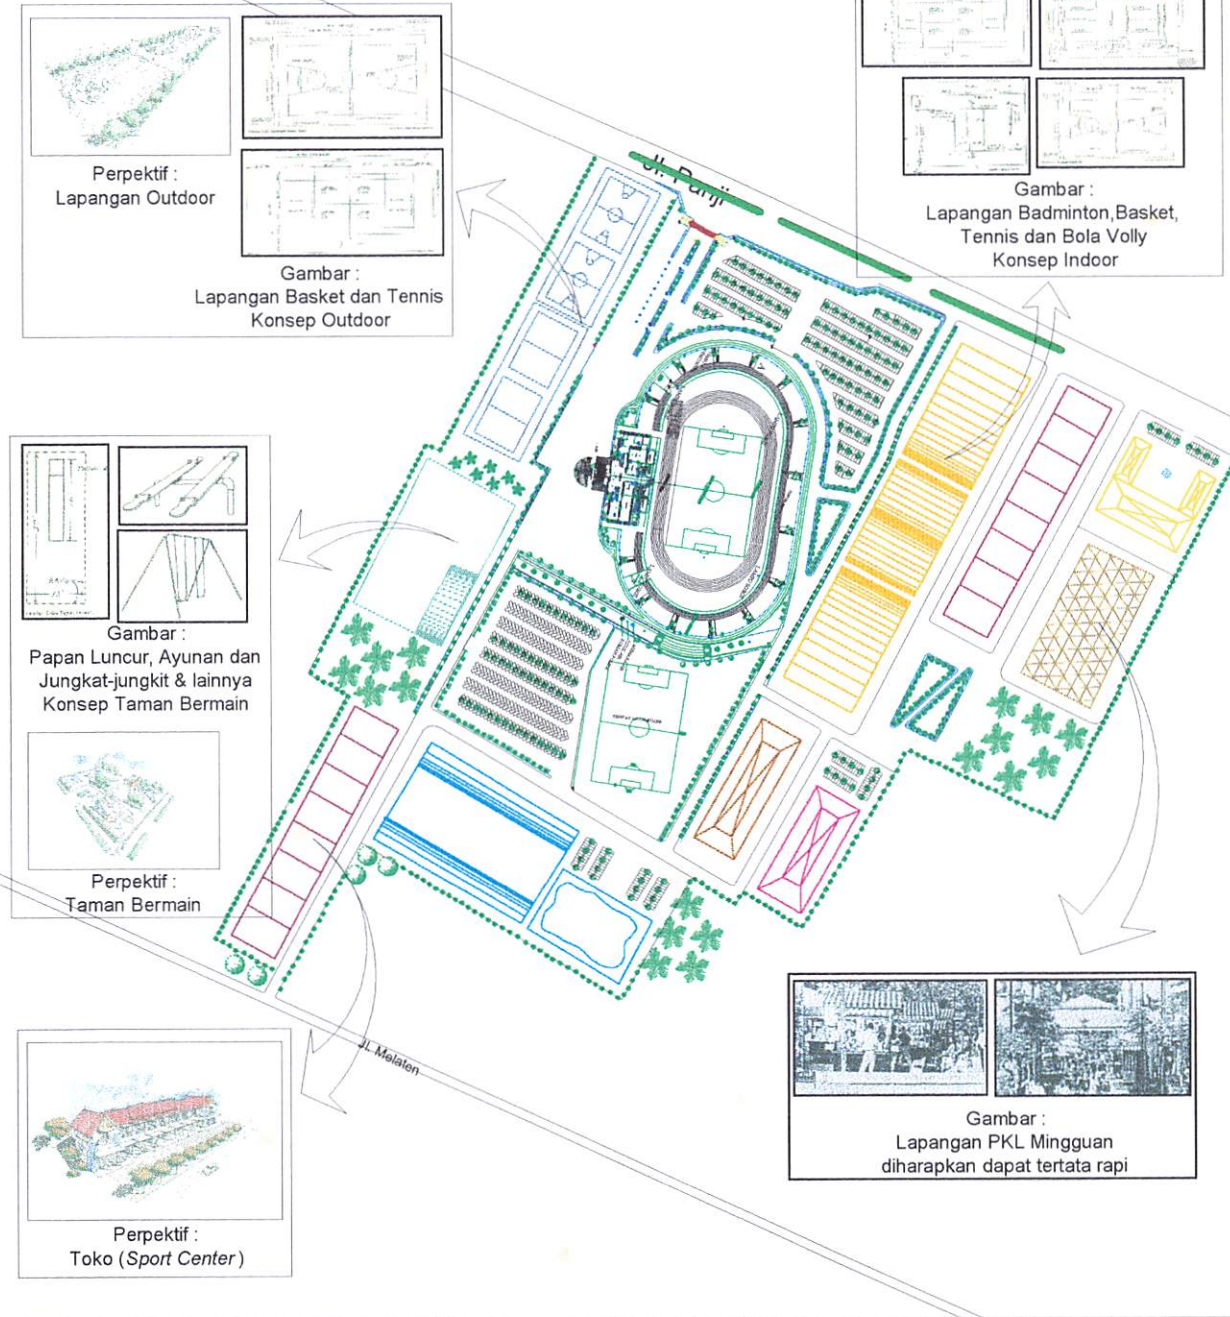 Perpektif :
Lapangan Outdoor
Gambar :
Lapangan Basket dan Tennis
Konsep Outdoor
Gambar :
Lapangan Badminton,Basket,
Tennis dan Bola Volly
Konsep Indoor
Jl. Panji
Gambar :
Papan Luncur, Ayunan dan
Jungkat-jungkit & lainnya
Konsep Taman Bermain
Perpektif :
Taman Bermain
JL Melaten
Gambar :
Lapangan PKL Mingguan
diharapkan dapat tertata rapi
Perpektif :
Toko (Sport Center)